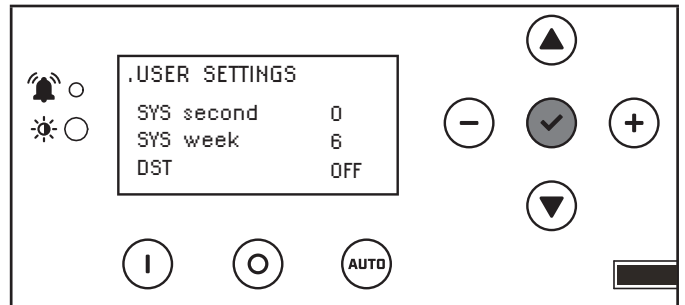 .USER SETTINGS
SYS second 0
SYS week 6
DST OFF
AUTO